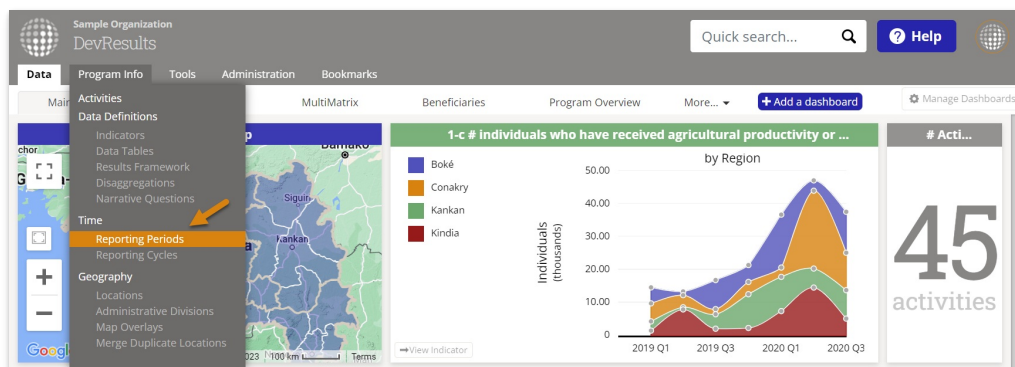 Sample Organization
DevResults
Quick search...
Help
Data
Program Info
Tools
Administration
Bookmarks
MultiMatrix
Beneficiaries
Program Overview
More...
+ Add a dashboard
Manage Dashboards
Activities
Data Definitions
Indicators
Data Tables
Results Framework
Disaggregations
Narrative Questions
Time
Reporting Periods
Reporting Cycles
Geography
Locations
Administrative Divisions
Map Overlays
Merge Duplicate Locations
Bamako
Siguiri
Kankan
100 km
Terms
1-c # individuals who have received agricultural productivity or ...
by Region
Boké
Conakry
Kankan
Kindia
Individuals
(thousands)
50.00
40.00
30.00
20.00
10.00
0
2019 Q1
2019 Q3
2020 Q1
2020 Q3
View Indicator
# Acti...
45
activities